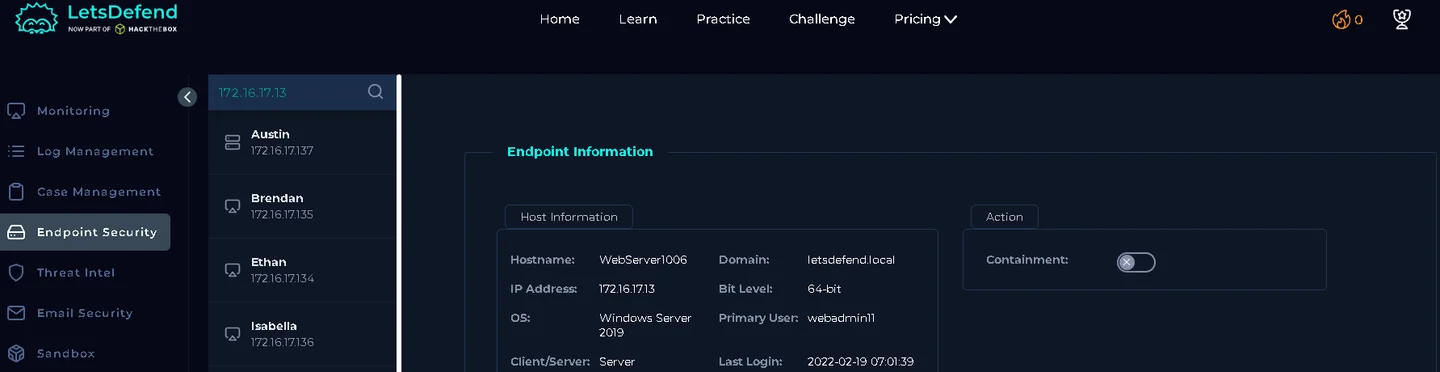 LetsDefend
NOW PART OF HACKTHEBOX
Home Learn Practice Challenge Pricing
0
Monitoring
Log Management
Case Management
Endpoint Security
Threat Intel
Email Security
Sandbox
172.16.17.13
Austin
172.16.17.137
Brendan
172.16.17.135
Ethan
172.16.17.134
Isabella
172.16.17.136
Endpoint Information
Host Information
Hostname: WebServer1006 Domain: letsdefend.local
IP Address: 172.16.17.13 Bit Level: 64-bit
OS: Windows Server 2019 Primary User: webadmin11
Client/Server: Server Last Login: 2022-02-19 07:01:39
Action
Containment: